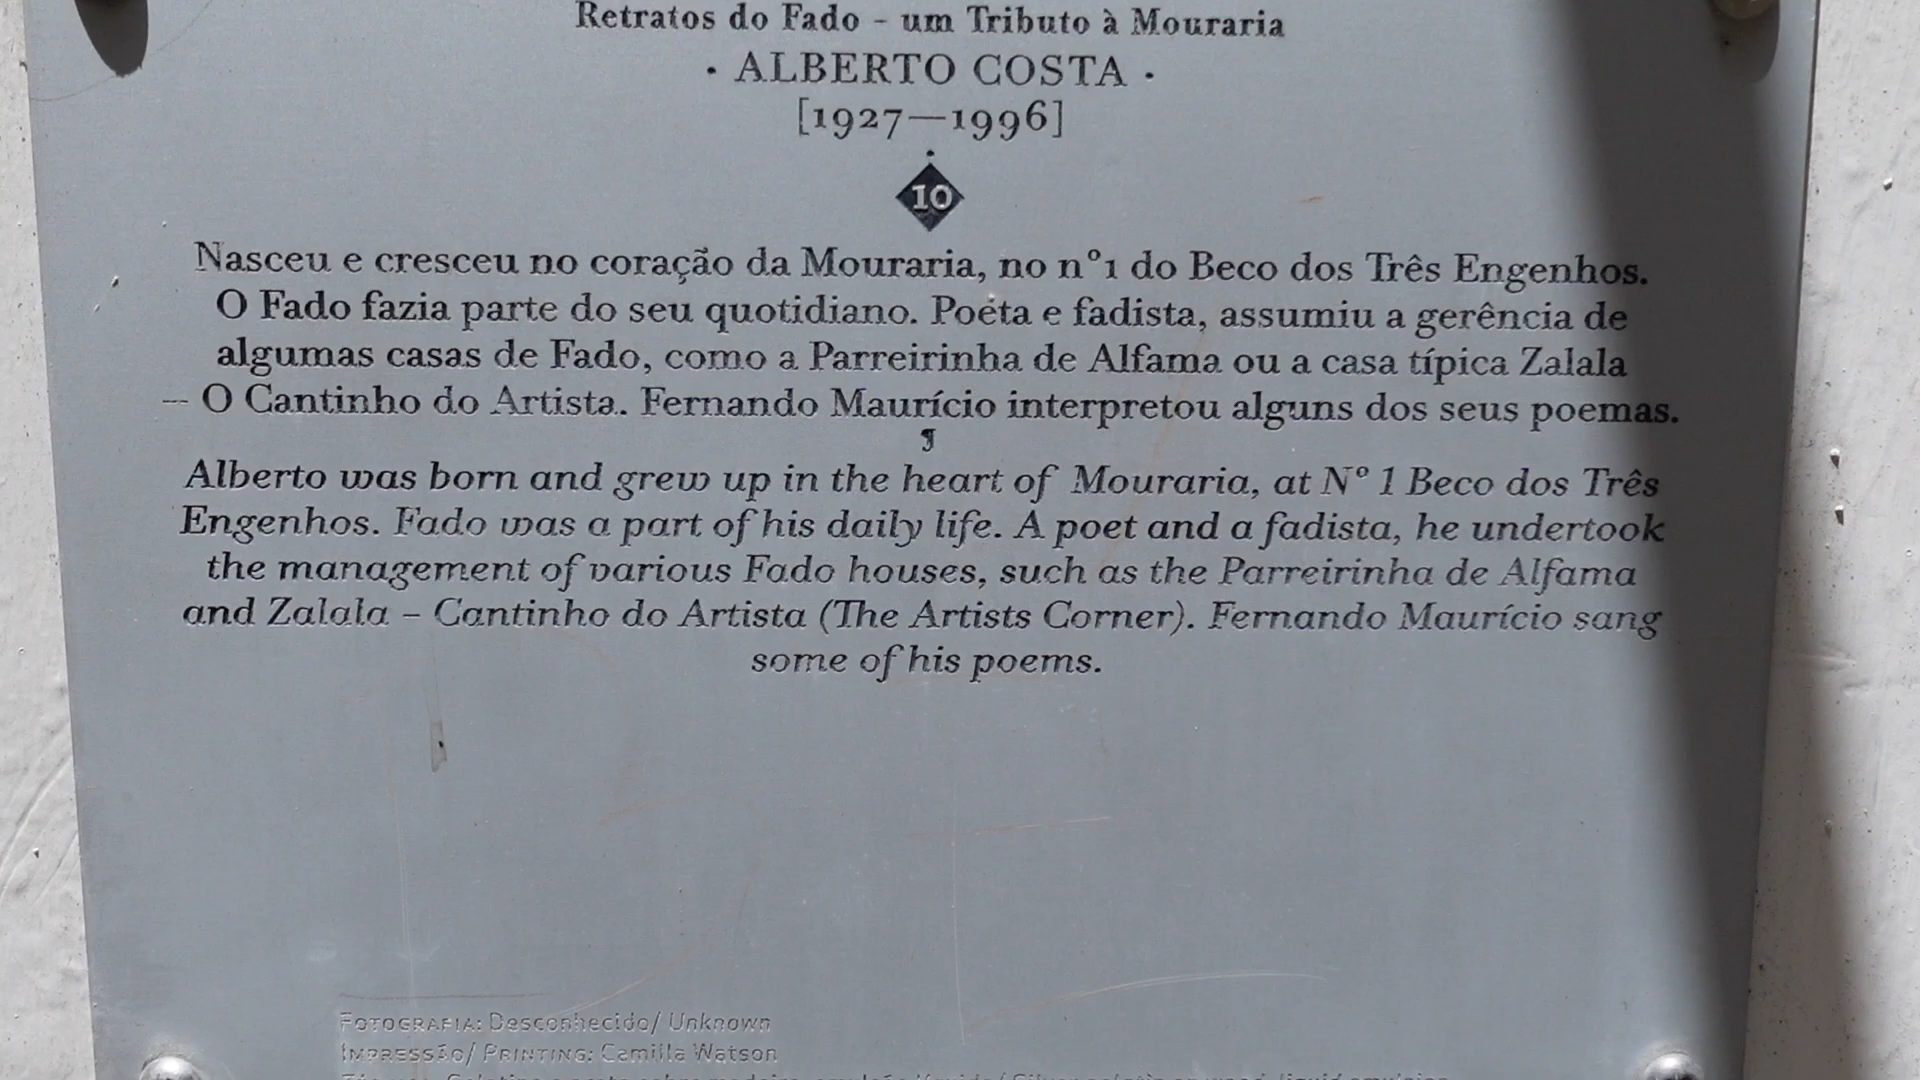 Retratos do Fado - um Tributo à Mouraria
· ALBERTO COSTA ·
[1927—1996]
10
Nasceu e cresceu no coração da Mouraria, no nº1 do Beco dos Três Engenhos.
O Fado fazia parte do seu quotidiano. Poeta e fadista, assumiu a gerência de
algumas casas de Fado, como a Parreirinha de Alfama ou a casa típica Zalala
– O Cantinho do Artista. Fernando Maurício interpretou alguns dos seus poemas.
¶
Alberto was born and grew up in the heart of Mouraria, at Nº 1 Beco dos Três
Engenhos. Fado was a part of his daily life. A poet and a fadista, he undertook
the management of various Fado houses, such as the Parreirinha de Alfama
and Zalala – Cantinho do Artista (The Artists Corner). Fernando Maurício sang
some of his poems.
FOTOGRAFIA: Desconhecido/ Unknown
IMPRESSÃO/ PRINTING: Camilla Watson